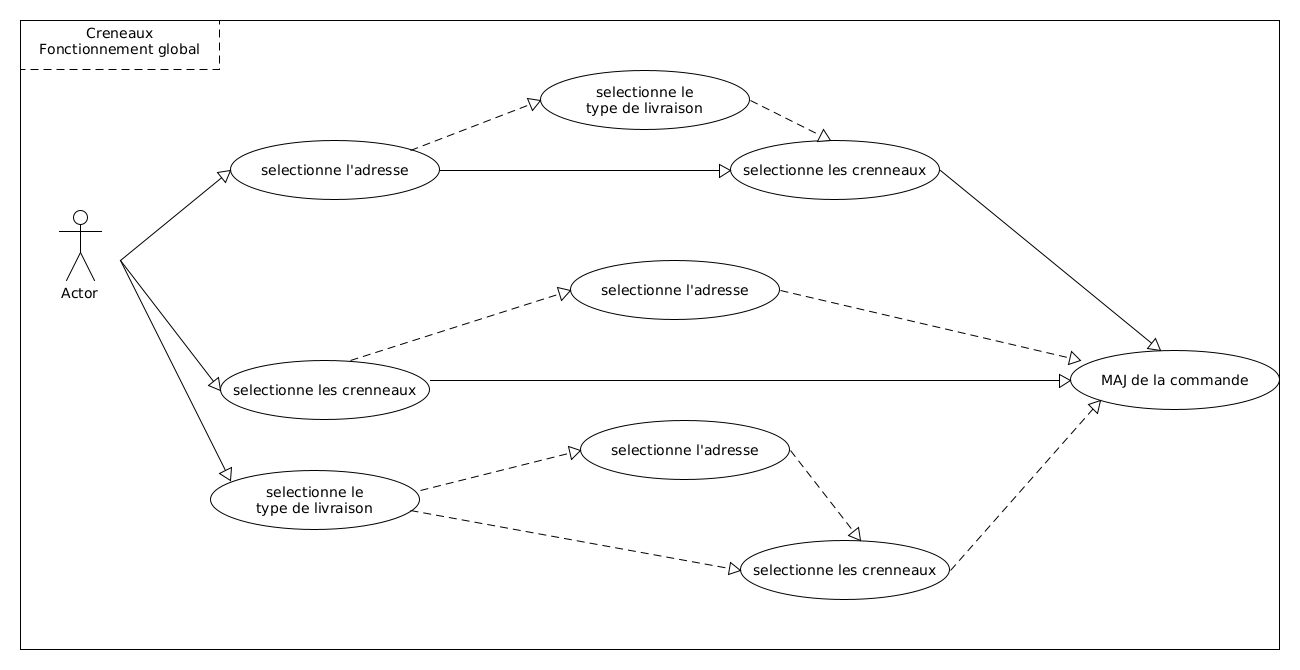 Creneaux
Fonctionnement global
selectionne le
type de livraison
selectionne l'adresse
selectionne les crenneaux
Actor
selectionne l'adresse
selectionne les crenneaux
MAJ de la commande
selectionne l'adresse
selectionne le
type de livraison
selectionne les crenneaux